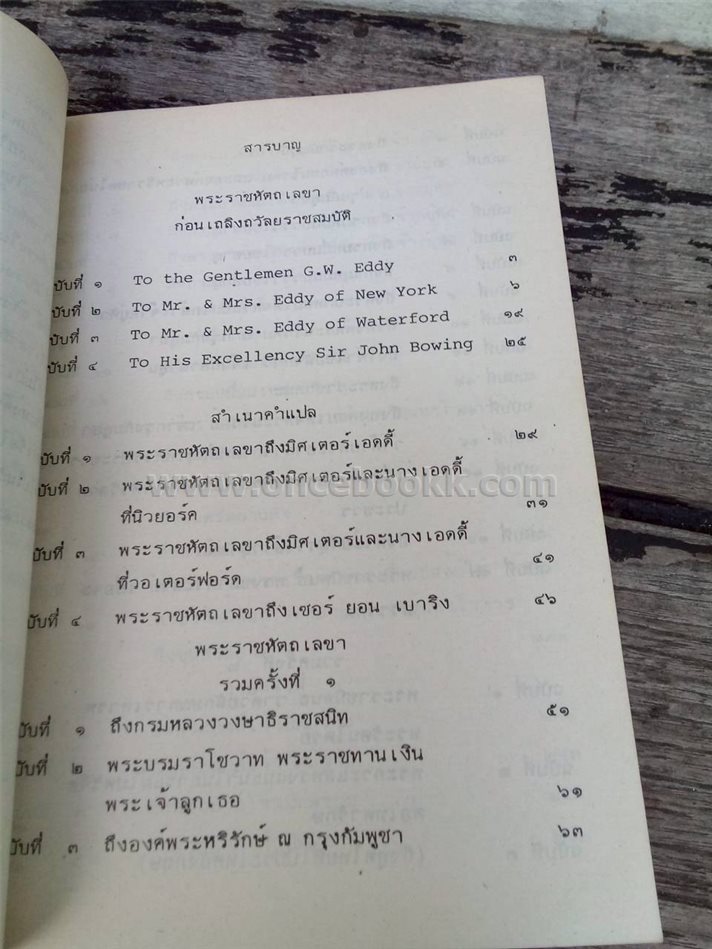 สารบาญ
พระราชหัตถเลขา
ก่อนเถลิงถวัลยราชสมบัติ
บับที่ ๑ To the Gentlemen G.W. Eddy ๓
บับที่ ๒ To Mr. & Mrs. Eddy of New York ๖
บับที่ ๓ To Mr. & Mrs. Eddy of Waterford ๑๙
บับที่ ๔ To His Excellency Sir John Bowing ๒๕
สำเนาคำแปล
บับที่ ๑ พระราชหัตถเลขาถึงมิศเตอร์เอดดี้ ๒๙
บับที่ ๒ พระราชหัตถเลขาถึงมิศเตอร์และนางเอดดี้
ที่นิวยอร์ค ๓๑
บับที่ ๓ พระราชหัตถเลขาถึงมิศเตอร์และนางเอดดี้
ที่วอเตอร์ฟอร์ด ๔๑
บับที่ ๔ พระราชหัตถเลขาถึงเซอร์ ยอน เบาริง ๔๖
พระราชหัตถเลขา
รวมครั้งที่ ๑
บับที่ ๑ ถึงกรมหลวงวงษาธิราชสนิท ๕๑
บับที่ ๒ พระบรมราโชวาท พระราชทานเงิน
พระเจ้าลูกเธอ ๖๑
บับที่ ๓ ถึงองค์พระหริรักษ์ ณ กรุงกัมพูชา ๖๓
www.oncebookk.com